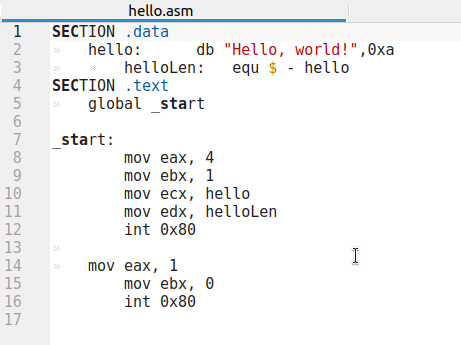 hello.asm
1 SECTION .data
2 » hello: db "Hello, world!",0xa
3 » » helloLen: equ $ - hello
4 SECTION .text
5 » global _start
6
7 _start:
8 mov eax, 4
9 mov ebx, 1
10 mov ecx, hello
11 mov edx, helloLen
12 int 0x80
13 »
14 » mov eax, 1
15 mov ebx, 0
16 int 0x80
17